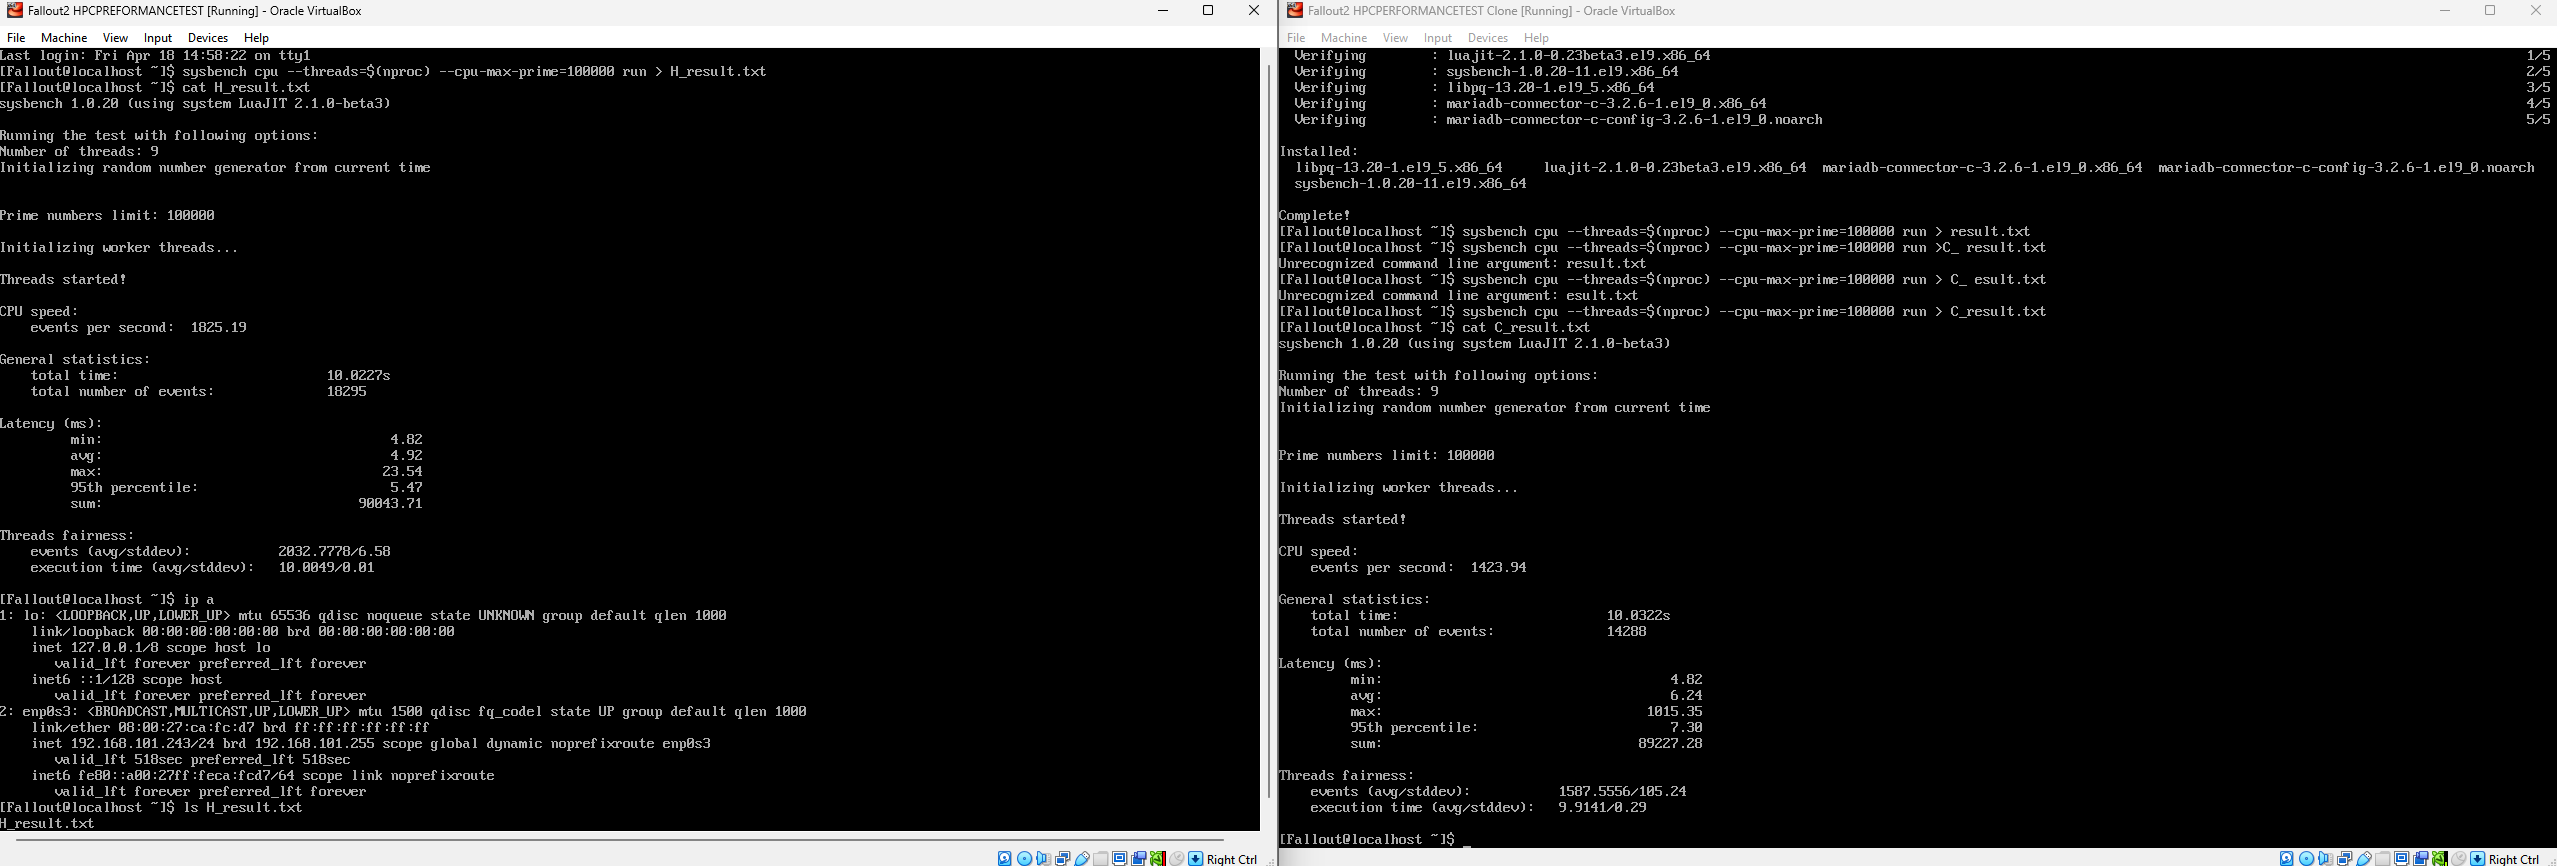 Fallout2 HPCPREFORMANCETEST [Running] - Oracle VirtualBox
File Machine View Input Devices Help
Last login: Fri Apr 18 14:58:22 on tty1
[Fallout@localhost ~]$ sysbench cpu --threads=$(nproc) --cpu-max-prime=100000 run > H_result.txt
[Fallout@localhost ~]$ cat H_result.txt
sysbench 1.0.20 (using system LuaJIT 2.1.0-beta3)
Running the test with following options:
Number of threads: 9
Initializing random number generator from current time
Prime numbers limit: 100000
Initializing worker threads...
Threads started!
CPU speed:
events per second: 1825.19
General statistics:
total time: 10.0227s
total number of events: 18295
Latency (ms):
min: 4.82
avg: 4.92
max: 23.54
95th percentile: 5.47
sum: 90043.71
Threads fairness:
events (avg/stddev): 2032.7778/6.58
execution time (avg/stddev): 10.0049/0.01
[Fallout@localhost ~]$ ip a
1: lo: <LOOPBACK,UP,LOWER_UP> mtu 65536 qdisc noqueue state UNKNOWN group default qlen 1000
link/loopback 00:00:00:00:00:00 brd 00:00:00:00:00:00
inet 127.0.0.1/8 scope host lo
valid_lft forever preferred_lft forever
inet6 ::1/128 scope host
valid_lft forever preferred_lft forever
2: enp0s3: <BROADCAST,MULTICAST,UP,LOWER_UP> mtu 1500 qdisc fq_codel state UP group default qlen 1000
link/ether 08:00:27:ca:fc:d7 brd ff:ff:ff:ff:ff:ff
inet 192.168.101.243/24 brd 192.168.101.255 scope global dynamic noprefixroute enp0s3
valid_lft 518sec preferred_lft 518sec
inet6 fe80::a00:27ff:feca:fcd7/64 scope link noprefixroute
valid_lft forever preferred_lft forever
[Fallout@localhost ~]$ ls H_result.txt
H_result.txt
Right Ctrl
Fallout2 HPCPERFORMANCETEST Clone [Running] - Oracle VirtualBox
File Machine View Input Devices Help
Verifying : luajit-2.1.0-0.23beta3.el9.x86_64 1/5
Verifying : sysbench-1.0.20-11.el9.x86_64 2/5
Verifying : libpq-13.20-1.el9_5.x86_64 3/5
Verifying : mariadb-connector-c-3.2.6-1.el9_0.x86_64 4/5
Verifying : mariadb-connector-c-config-3.2.6-1.el9_0.noarch 5/5
Installed:
libpq-13.20-1.el9_5.x86_64 luajit-2.1.0-0.23beta3.el9.x86_64 mariadb-connector-c-3.2.6-1.el9_0.x86_64 mariadb-connector-c-config-3.2.6-1.el9_0.noarch
sysbench-1.0.20-11.el9.x86_64
Complete!
[Fallout@localhost ~]$ sysbench cpu --threads=$(nproc) --cpu-max-prime=100000 run > result.txt
[Fallout@localhost ~]$ sysbench cpu --threads=$(nproc) --cpu-max-prime=100000 run >C_ result.txt
Unrecognized command line argument: result.txt
[Fallout@localhost ~]$ sysbench cpu --threads=$(nproc) --cpu-max-prime=100000 run > C_ esult.txt
Unrecognized command line argument: esult.txt
[Fallout@localhost ~]$ sysbench cpu --threads=$(nproc) --cpu-max-prime=100000 run > C_result.txt
[Fallout@localhost ~]$ cat C_result.txt
sysbench 1.0.20 (using system LuaJIT 2.1.0-beta3)
Running the test with following options:
Number of threads: 9
Initializing random number generator from current time
Prime numbers limit: 100000
Initializing worker threads...
Threads started!
CPU speed:
events per second: 1423.94
General statistics:
total time: 10.0322s
total number of events: 14288
Latency (ms):
min: 4.82
avg: 6.24
max: 1015.35
95th percentile: 7.30
sum: 89227.28
Threads fairness:
events (avg/stddev): 1587.5556/105.24
execution time (avg/stddev): 9.9141/0.29
[Fallout@localhost ~]$ _
Right Ctrl